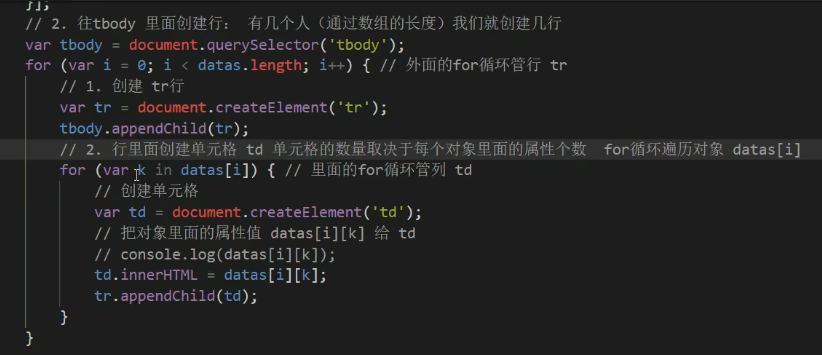 }];
// 2. 往tbody 里面创建行： 有几个人（通过数组的长度）我们就创建几行
var tbody = document.querySelector('tbody');
for (var i = 0; i < datas.length; i++) { // 外面的for循环管行 tr
// 1. 创建 tr行
var tr = document.createElement('tr');
tbody.appendChild(tr);
// 2. 行里面创建单元格 td 单元格的数量取决于每个对象里面的属性个数 for循环遍历对象 datas[i]
for (var k in datas[i]) { // 里面的for循环管列 td
// 创建单元格
var td = document.createElement('td');
// 把对象里面的属性值 datas[i][k] 给 td
// console.log(datas[i][k]);
td.innerHTML = datas[i][k];
tr.appendChild(td);
}
}